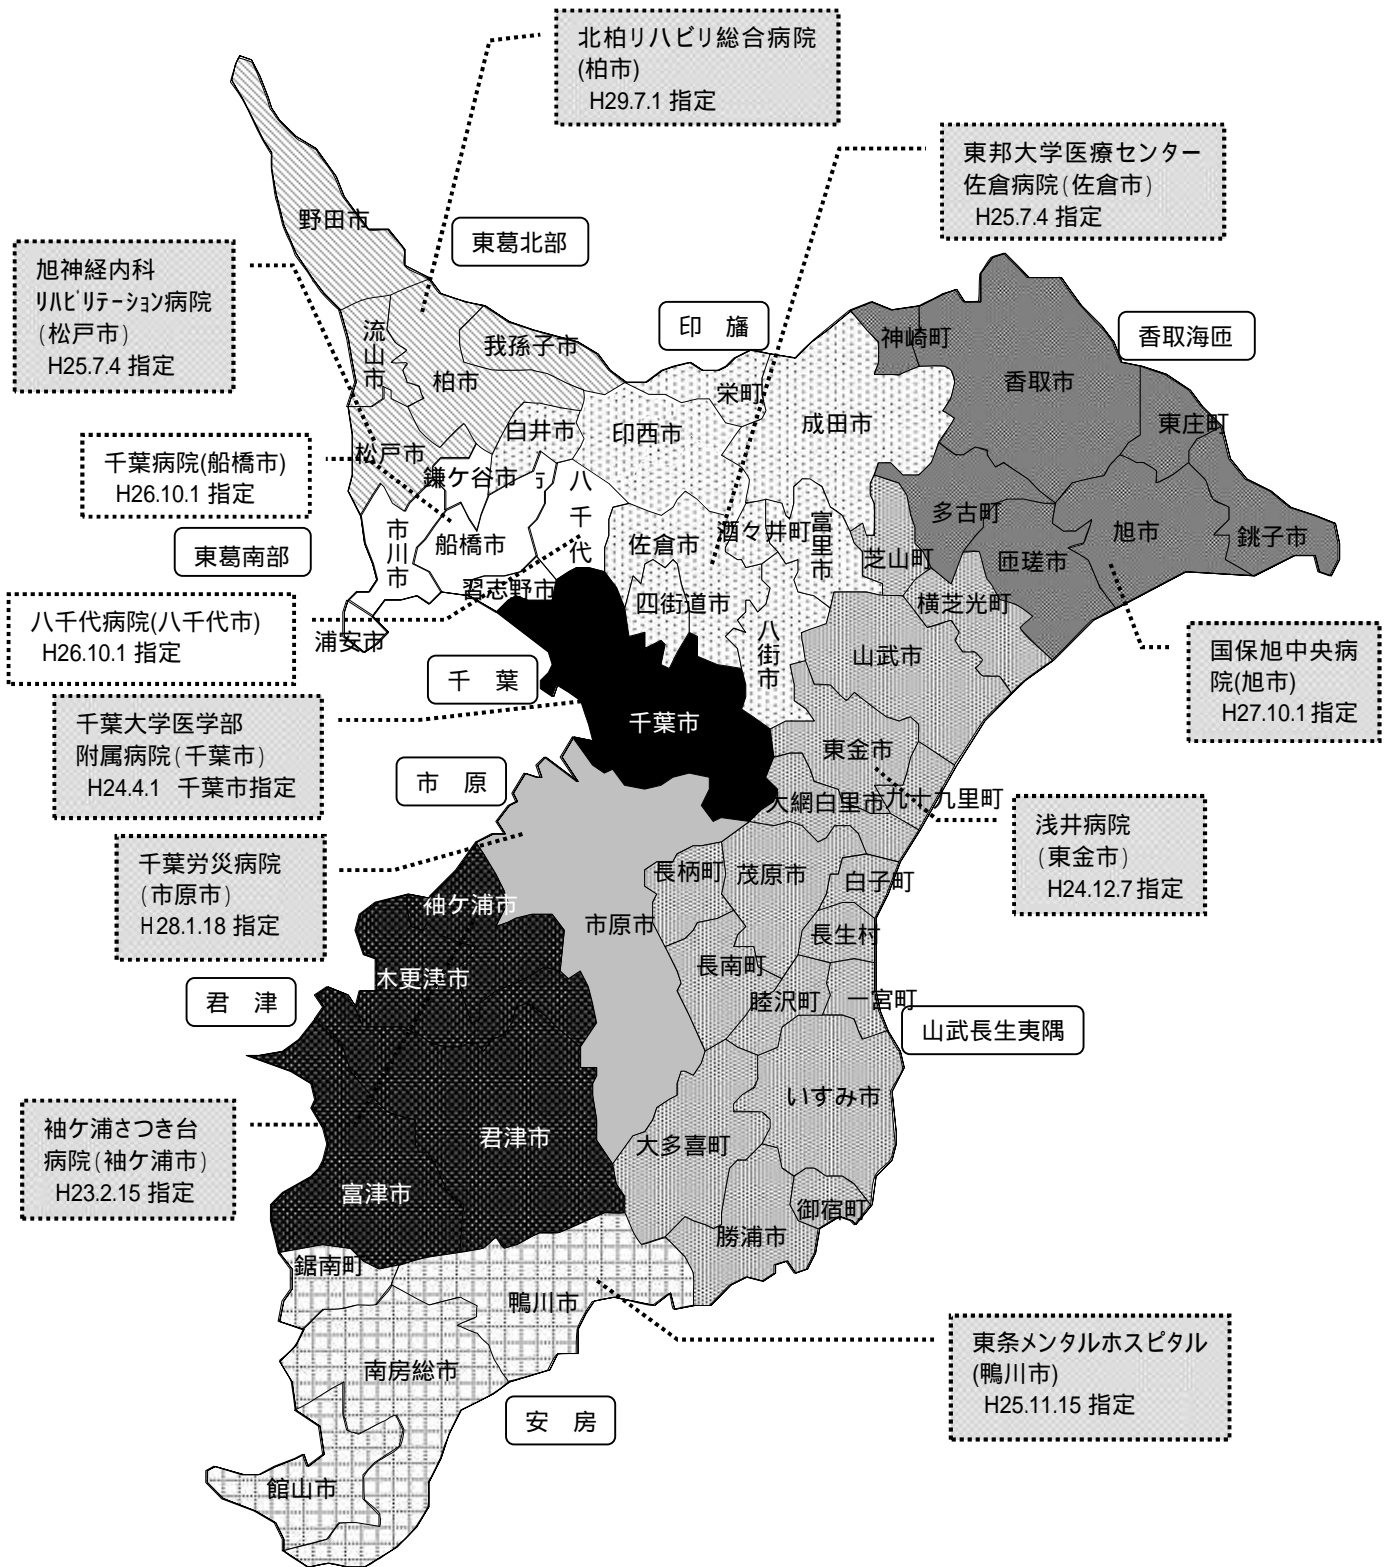 北柏リハビリ総合病院
(柏市)
H29.7.1 指定
東邦大学医療センター
佐倉病院(佐倉市)
H25.7.4 指定
野田市
東葛北部
旭神経内科
リハビリテーション病院
(松戸市)
H25.7.4 指定
印 旛
香取海匝
神崎町
流山市
我孫子市
柏市
香取市
栄町
成田市
東庄町
白井市
印西市
松戸市
千葉病院(船橋市)
H26.10.1 指定
鎌ケ谷市
八千代
多古町
旭市
銚子市
東葛南部
市川市
船橋市
佐倉市
酒々井町
富里市
芝山町
匝瑳市
習志野市
四街道市
横芝光町
八千代病院(八千代市)
H26.10.1 指定
浦安市
八街市
山武市
国保旭中央病
院(旭市)
H27.10.1 指定
千 葉
千葉市
千葉大学医学部
附属病院(千葉市)
H24.4.1 千葉市指定
東金市
市 原
大網白里市
九十九里町
浅井病院
(東金市)
H24.12.7 指定
千葉労災病院
(市原市)
H28.1.18 指定
長柄町
茂原市
白子町
袖ケ浦市
市原市
長生村
木更津市
長南町
君 津
睦沢町
一宮町
山武長生夷隅
いすみ市
袖ケ浦さつき台
病院(袖ケ浦市)
H23.2.15 指定
君津市
大多喜町
富津市
御宿町
勝浦市
鋸南町
鴨川市
東条メンタルホスピタル
(鴨川市)
H25.11.15 指定
南房総市
安 房
館山市